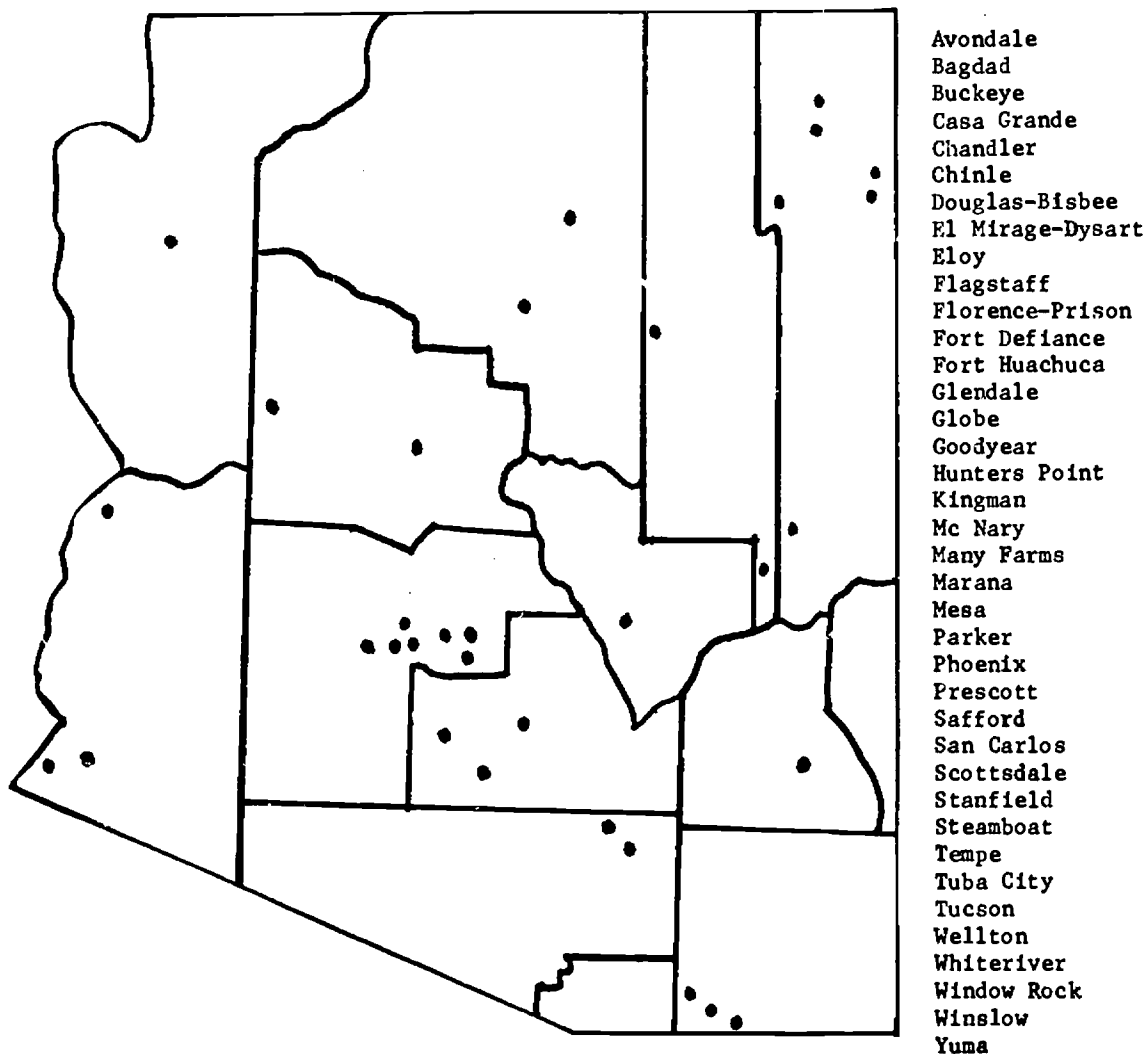 Avondale
Bagdad
Buckeye
Casa Grande
Chandler
Chinle
Douglas-Bisbee
El Mirage-Dysart
Eloy
Flagstaff
Florence-Prison
Fort Defiance
Fort Huachuca
Glendale
Globe
Goodyear
Hunters Point
Kingman
Mc Nary
Many Farms
Marana
Mesa
Parker
Phoenix
Prescott
Safford
San Carlos
Scottsdale
Stanfield
Steamboat
Tempe
Tuba City
Tucson
Wellton
Whiteriver
Window Rock
Winslow
Yuma